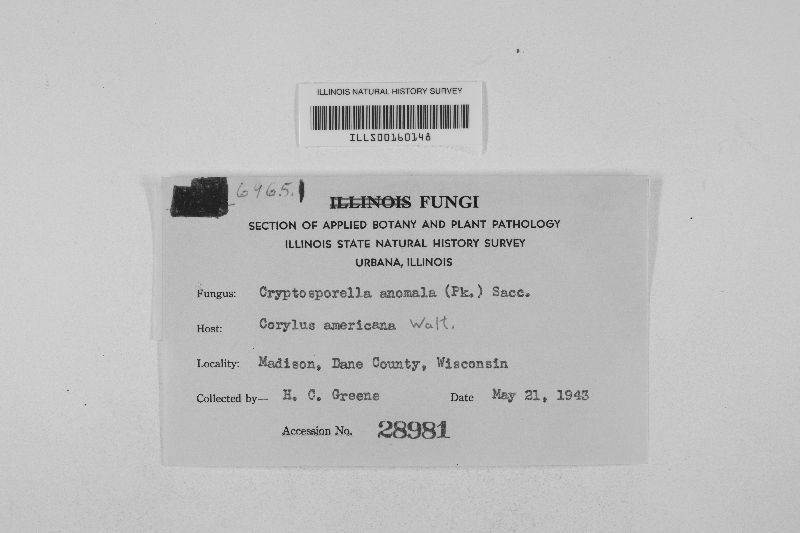 ILLINOIS NATURAL HISTORY SURVEY
ILLS00160148
6465.1
ILLINOIS FUNGI
SECTION OF APPLIED BOTANY AND PLANT PATHOLOGY
ILLINOIS STATE NATURAL HISTORY SURVEY
URBANA, ILLINOIS
Fungus: Cryptosporella anomala (Pk.) Sacc.
Host: Corylus americana Walt.
Locality: Madison, Dane County, Wisconsin
Collected by— H. C. Greene Date May 21, 1943
Accession No. 28981